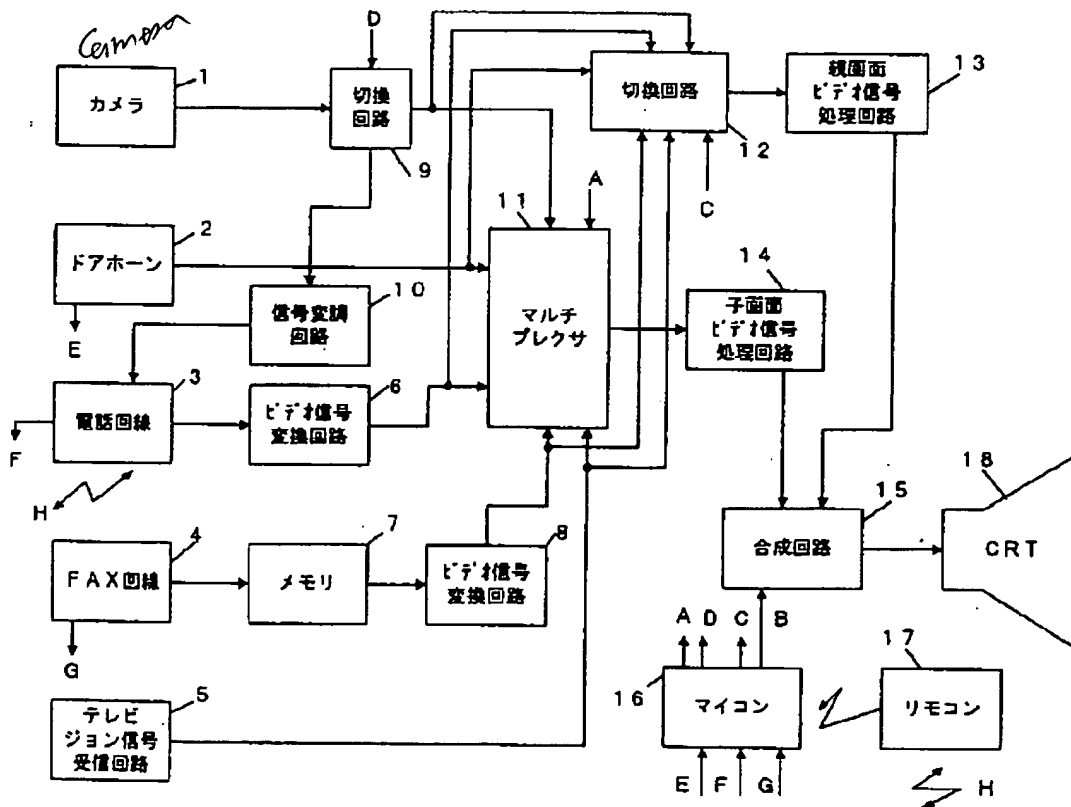 Camera
D
1
カメラ
切換
回路
9
切換回路
12
親画面
ビデオ信号
処理回路
13
A
C
11
マルチ
プレクサ
2
ドアホーン
E
10
信号変調
回路
14
子画面
ビデオ信号
処理回路
3
電話回線
F
H
6
ビデオ信号
変換回路
4
FAX回線
G
7
メモリ
8
ビデオ信号
変換回路
15
合成回路
18
CRT
5
テレビ
ジョン信号
受信回路
A D C B
16
マイコン
E F G
17
リモコン
H